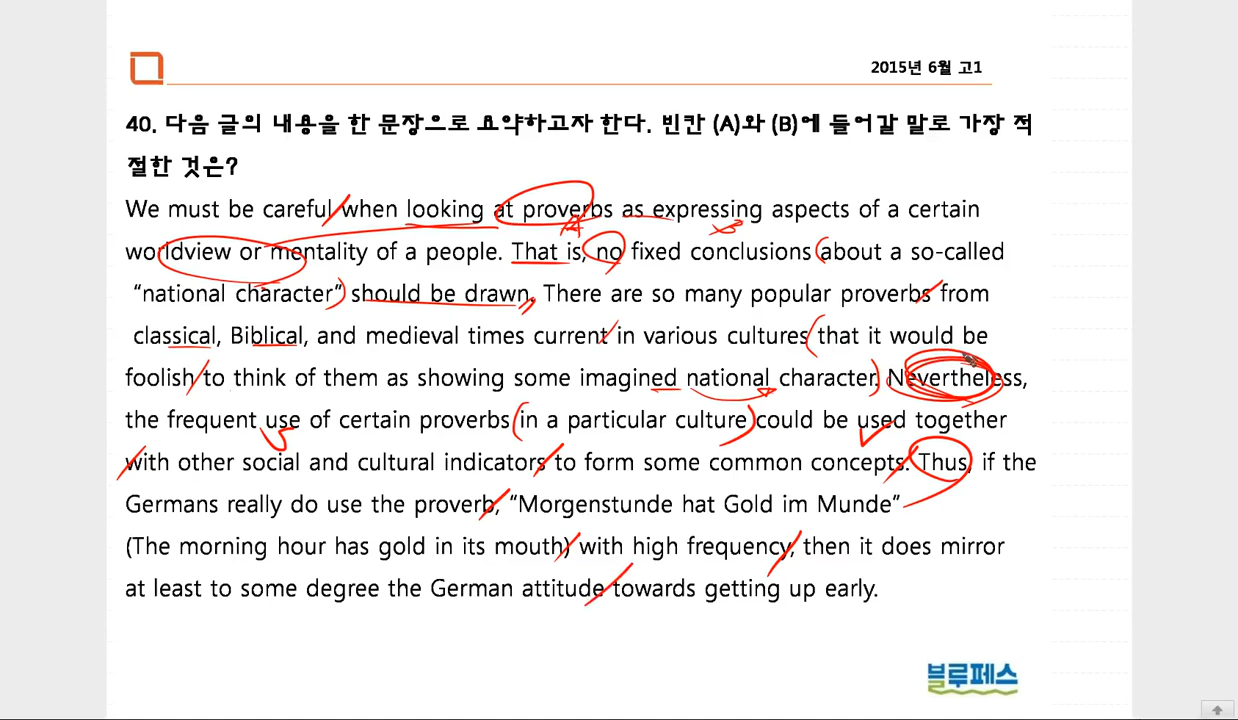 2015년 6월 고1
40. 다음 글의 내용을 한 문장으로 요약하고자 한다. 빈칸 (A)와 (B)에 들어갈 말로 가장 적
절한 것은?
We must be careful when looking at proverbs as expressing aspects of a certain
worldview or mentality of a people. That is, no fixed conclusions about a so-called
“national character” should be drawn. There are so many popular proverbs from
classical, Biblical, and medieval times current in various cultures that it would be
foolish to think of them as showing some imagined national character. Nevertheless,
the frequent use of certain proverbs in a particular culture could be used together
with other social and cultural indicators to form some common concepts. Thus, if the
Germans really do use the proverb, “Morgenstunde hat Gold im Munde”
(The morning hour has gold in its mouth) with high frequency, then it does mirror
at least to some degree the German attitude towards getting up early.
블루페스